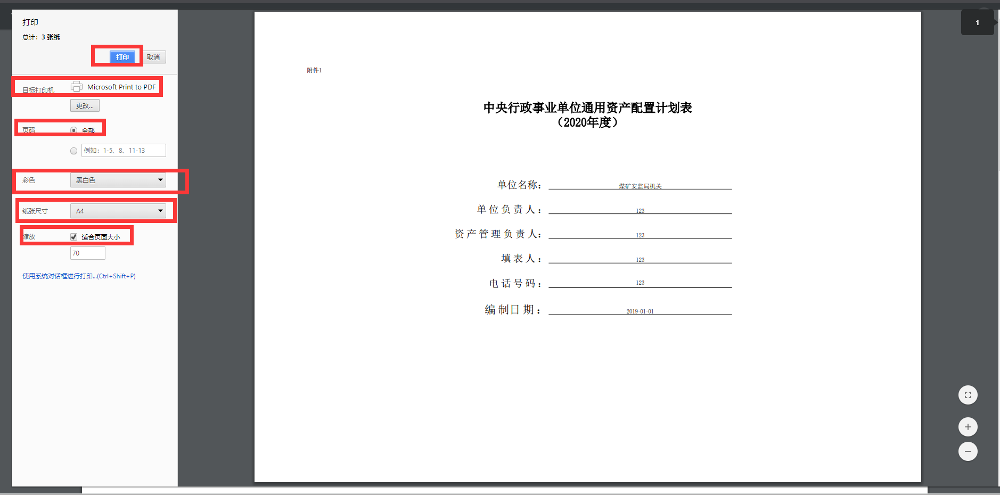 打印
总计：3 张纸
打印 取消
目标打印机 Microsoft Print to PDF
更改...
页码 全部
例如：1-5、8、11-13
彩色 黑白色
纸张尺寸 A4
缩放 适合页面大小
70
使用系统对话框进行打印...(Ctrl+Shift+P)
附件1
中央行政事业单位通用资产配置计划表
（2020年度）
单位名称： 煤矿安监局机关
单位负责人： 123
资产管理负责人： 123
填表人： 123
电话号码： 123
编制日期： 2019-01-01
1